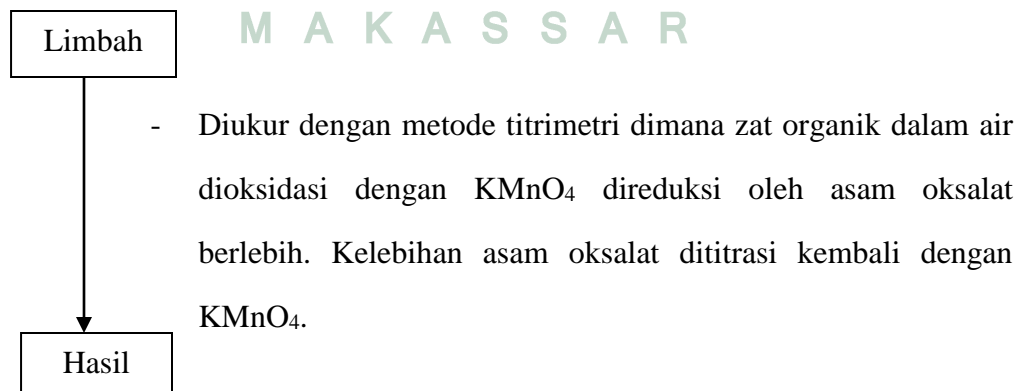 MAKASSAR
Limbah
- Diukur dengan metode titrimetri dimana zat organik dalam air
dioksidasi dengan KMnO₄ direduksi oleh asam oksalat
berlebih. Kelebihan asam oksalat dititrasi kembali dengan
KMnO₄.
Hasil